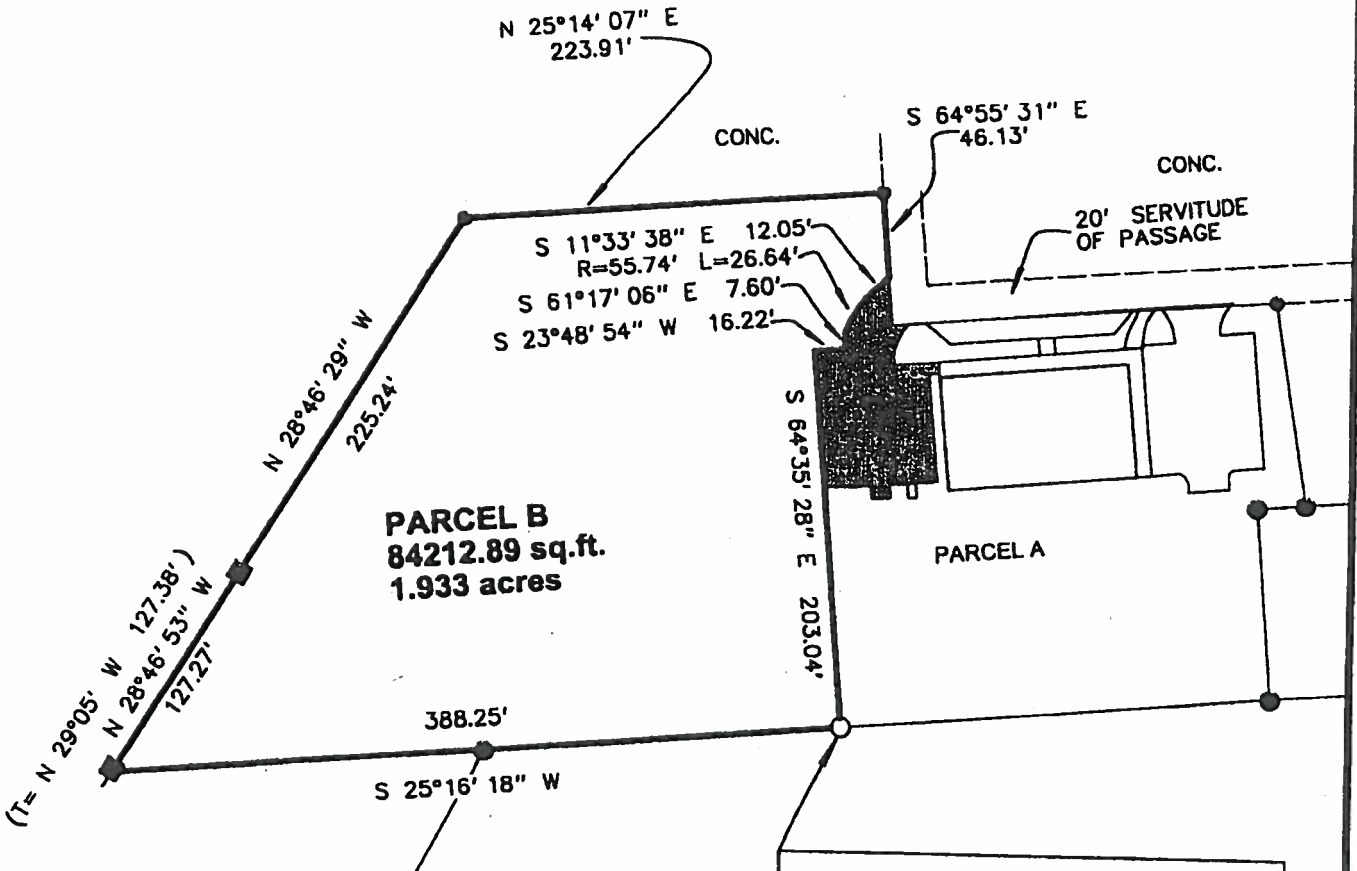 N 25°14' 07" E
223.91'
S 64°55' 31" E
46.13'
CONC.
CONC.
20' SERVITUDE
OF PASSAGE
S 11°33' 38" E 12.05'
R=55.74' L=26.64'
S 61°17' 06" E 7.60'
S 23°48' 54" W 16.22'
N 28°46' 29" W
225.24'
S 64°35' 28" E 203.04'
PARCEL B
84212.89 sq.ft.
1.933 acres
PARCEL A
(T= N 29°05' W 127.38')
N 28°46' 53" W
127.27'
388.25'
S 25°16' 18" W